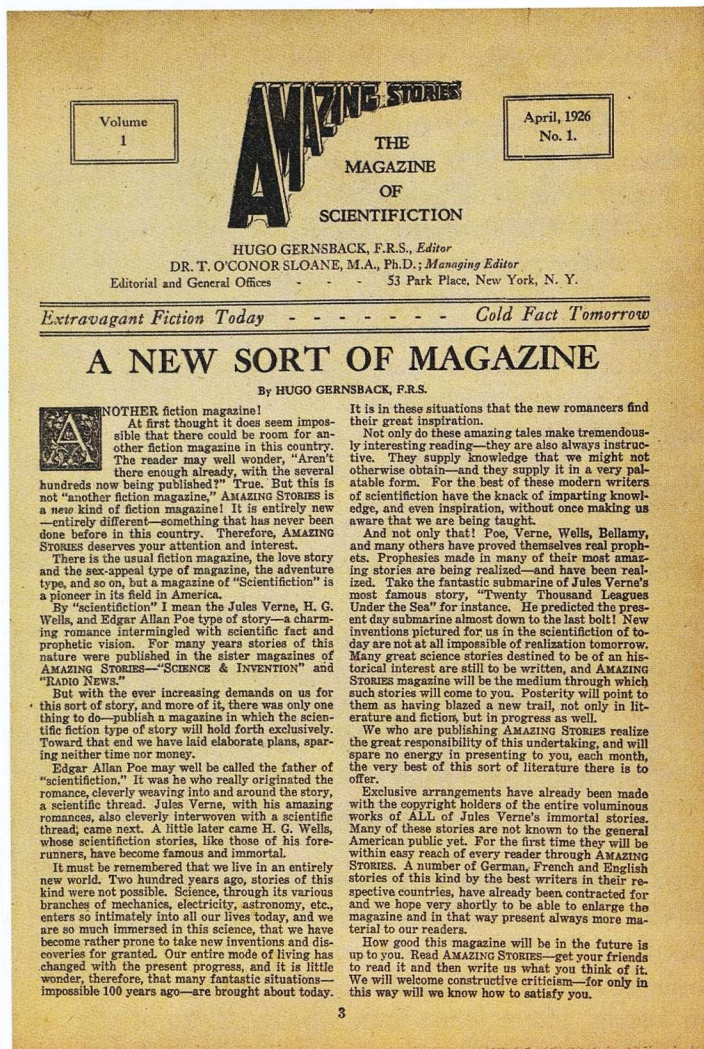 AMAZING STORIES
Volume
1
April, 1926
No. 1.
THE
MAGAZINE
OF
SCIENTIFICTION
HUGO GERNSBACK, F.R.S., Editor
DR. T. O'CONOR SLOANE, M.A., Ph.D.; Managing Editor
Editorial and General Offices - - - 53 Park Place, New York, N. Y.
Extravagant Fiction Today - - - - - - - Cold Fact Tomorrow
A NEW SORT OF MAGAZINE
By HUGO GERNSBACK, F.R.S.
ANOTHER fiction magazine!
At first thought it does seem impos-
sible that there could be room for an-
other fiction magazine in this country.
The reader may well wonder, "Aren't
there enough already, with the several
hundreds now being published?" True. But this is
not "another fiction magazine," AMAZING STORIES is
a new kind of fiction magazine! It is entirely new
—entirely different—something that has never been
done before in this country. Therefore, AMAZING
STORIES deserves your attention and interest.
There is the usual fiction magazine, the love story
and the sex-appeal type of magazine, the adventure
type, and so on, but a magazine of "Scientifiction" is
a pioneer in its field in America.
By "scientifiction" I mean the Jules Verne, H. G.
Wells, and Edgar Allan Poe type of story—a charm-
ing romance intermingled with scientific fact and
prophetic vision. For many years stories of this
nature were published in the sister magazines of
AMAZING STORIES—"SCIENCE & INVENTION" and
"RADIO NEWS."
But with the ever increasing demands on us for
this sort of story, and more of it, there was only one
thing to do—publish a magazine in which the scien-
tific fiction type of story will hold forth exclusively.
Toward that end we have laid elaborate plans, spar-
ing neither time nor money.
Edgar Allan Poe may well be called the father of
"scientifiction." It was he who really originated the
romance, cleverly weaving into and around the story,
a scientific thread. Jules Verne, with his amazing
romances, also cleverly interwoven with a scientific
thread, came next. A little later came H. G. Wells,
whose scientifiction stories, like those of his fore-
runners, have become famous and immortal.
It must be remembered that we live in an entirely
new world. Two hundred years ago, stories of this
kind were not possible. Science, through its various
branches of mechanics, electricity, astronomy, etc.,
enters so intimately into all our lives today, and we
are so much immersed in this science, that we have
become rather prone to take new inventions and dis-
coveries for granted. Our entire mode of living has
changed with the present progress, and it is little
wonder, therefore, that many fantastic situations—
impossible 100 years ago—are brought about today.
It is in these situations that the new romancers find
their great inspiration.
Not only do these amazing tales make tremendous-
ly interesting reading—they are also always instruc-
tive. They supply knowledge that we might not
otherwise obtain—and they supply it in a very pal-
atable form. For the best of these modern writers
of scientifiction have the knack of imparting knowl-
edge, and even inspiration, without once making us
aware that we are being taught.
And not only that! Poe, Verne, Wells, Bellamy,
and many others have proved themselves real proph-
ets. Prophesies made in many of their most amaz-
ing stories are being realized—and have been real-
ized. Take the fantastic submarine of Jules Verne's
most famous story, "Twenty Thousand Leagues
Under the Sea" for instance. He predicted the pres-
ent day submarine almost down to the last bolt! New
inventions pictured for us in the scientifiction of to-
day are not at all impossible of realization tomorrow.
Many great science stories destined to be of an his-
torical interest are still to be written, and AMAZING
STORIES magazine will be the medium through which
such stories will come to you. Posterity will point to
them as having blazed a new trail, not only in lit-
erature and fiction, but in progress as well.
We who are publishing AMAZING STORIES realize
the great responsibility of this undertaking, and will
spare no energy in presenting to you, each month,
the very best of this sort of literature there is to
offer.
Exclusive arrangements have already been made
with the copyright holders of the entire voluminous
works of ALL of Jules Verne's immortal stories.
Many of these stories are not known to the general
American public yet. For the first time they will be
within easy reach of every reader through AMAZING
STORIES. A number of German, French and English
stories of this kind by the best writers in their re-
spective countries, have already been contracted for
and we hope very shortly to be able to enlarge the
magazine and in that way present always more ma-
terial to our readers.
How good this magazine will be in the future is
up to you. Read AMAZING STORIES—get your friends
to read it and then write us what you think of it.
We will welcome constructive criticism—for only in
this way will we know how to satisfy you.
3